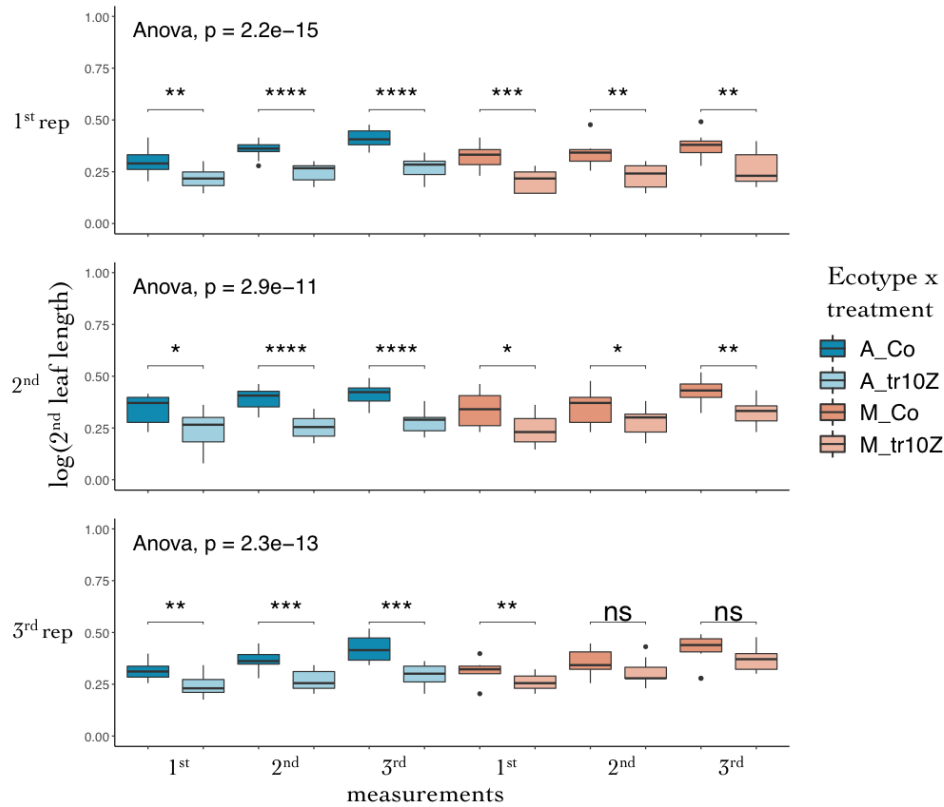 1.00
Anova, p = 2.2e−15
0.75
** **** **** *** ** **
1st rep
0.50
0.25
0.00
1.00
Anova, p = 2.9e−11
0.75
* **** **** * * **
2nd
0.50
0.25
0.00
log(2nd leaf length)
1.00
Anova, p = 2.3e−13
0.75
** *** *** ** ns ns
3rd rep
0.50
0.25
0.00
1st 2nd 3rd 1st 2nd 3rd
measurements
Ecotype x
treatment
A_Co
A_tr10Z
M_Co
M_tr10Z